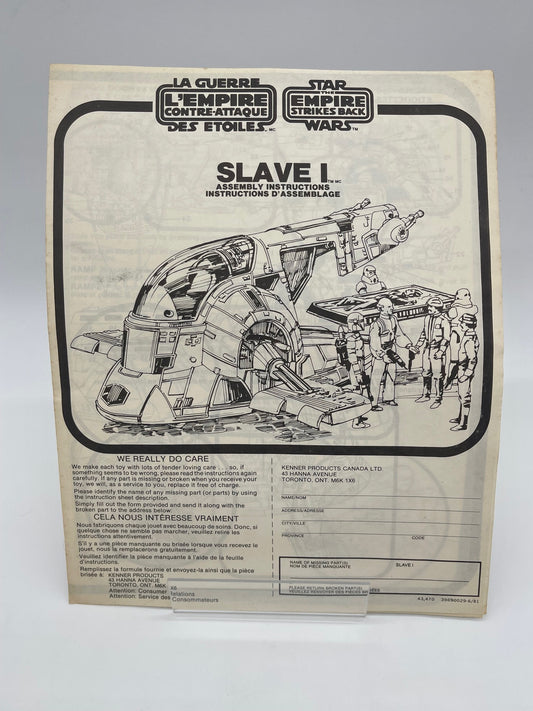 LA GUERRE
L'EMPIRE
CONTRE-ATTAQUE
DES ETOILES MC
STAR
THE
EMPIRE
STRIKES BACK
WARS TM
SLAVE I TM MC
ASSEMBLY INSTRUCTIONS
INSTRUCTIONS D'ASSEMBLAGE
WE REALLY DO CARE
We make each toy with lots of tender loving care . . . so, if
something seems to be wrong, please read the instructions again
carefully. If any part is missing or broken when you receive your
toy, we will, as a service to you, replace it free of charge.
Please identify the name of any missing part (or parts) by using
the instruction sheet description.
Simply fill out the form provided and send it along with the
broken part to the address below:
CELA NOUS INTÉRESSE VRAIMENT
Nous fabriquons chaque jouet avec beaucoup de soins. Donc, si
quelque chose ne semble pas marcher, veuillez relire les
instructions attentivement.
S'il y a une pièce manquante ou brisée lorsque vous recevez le
jouet, nous la remplacerons gratuitement.
Veuillez identifier la pièce manquante à l'aide de la feuille
d'instructions.
Remplissez la formule fournie et envoyez-la ainsi que la pièce
brisée à: KENNER PRODUCTS
43 HANNA AVENUE
TORONTO, ONT. M6K X6
Attention: Consumer Relations
Attention: Service des Consommateurs
KENNER PRODUCTS CANADA LTD.
43 HANNA AVENUE
TORONTO, ONT. M6K 1X6
NAME/NOM
ADDRESS/ADRESSE
CITY/VILLE
PROVINCE CODE
NAME OF MISSING PART(S)
NOM DE PIÈCE MANQUANTE
SLAVE I
PLEASE RETURN BROKEN PART(S)
VEUILLEZ RENVOYER DES PIÈCES
43,470